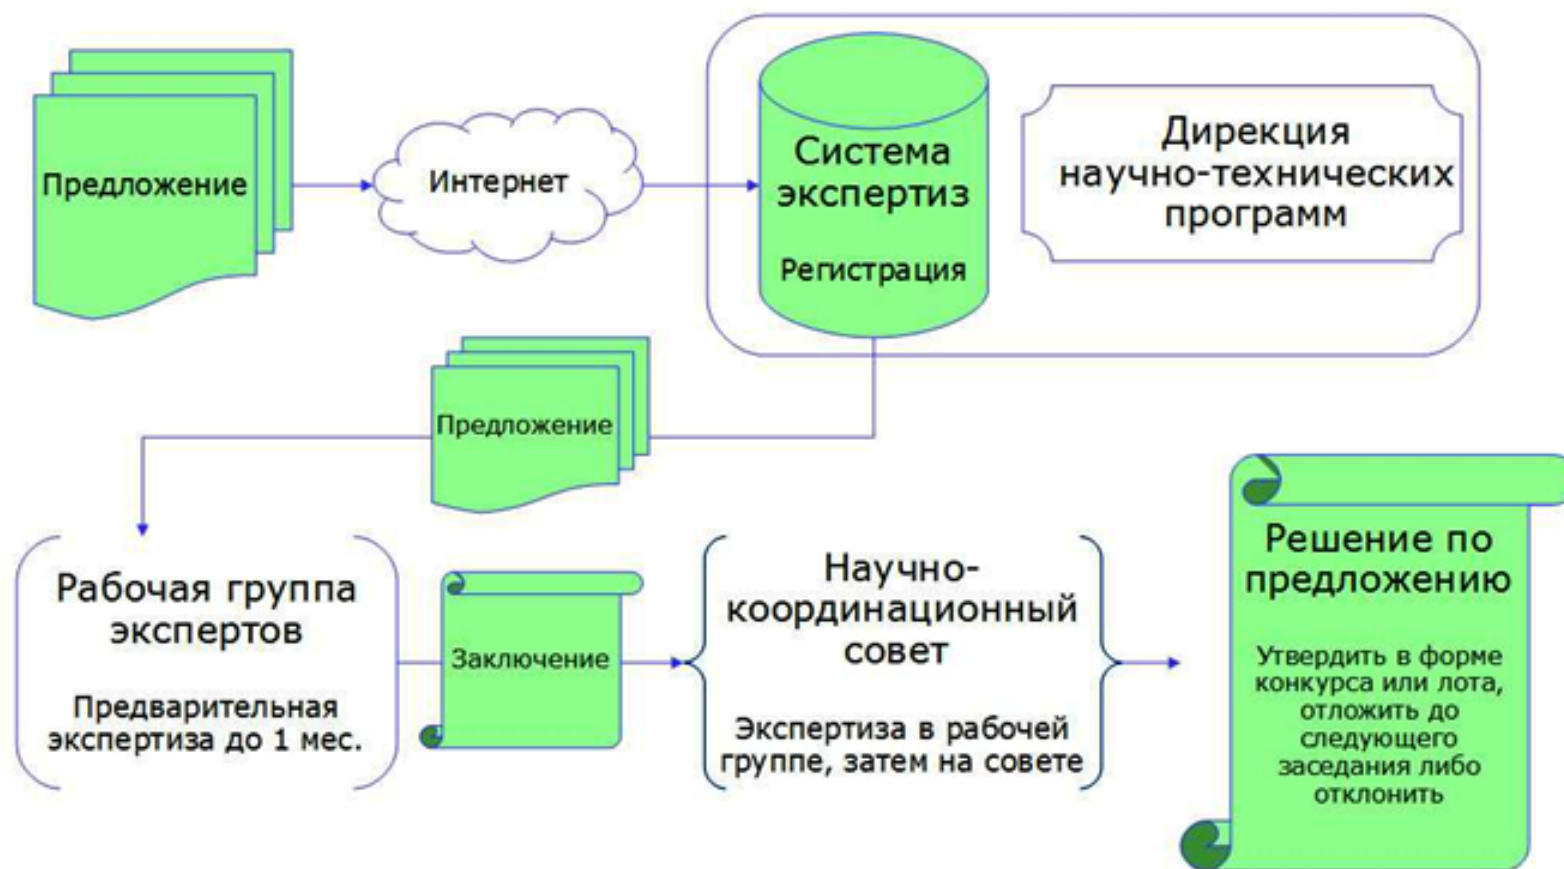 Предложение
Интернет
Система
экспертиз
Регистрация
Дирекция
научно-технических
программ
Предложение
Рабочая группа
экспертов
Предварительная
экспертиза до 1 мес.
Заключение
Научно-
координационный
совет
Экспертиза в рабочей
группе, затем на совете
Решение по
предложению
Утвердить в форме
конкурса или лота,
отложить до
следующего
заседания либо
отклонить